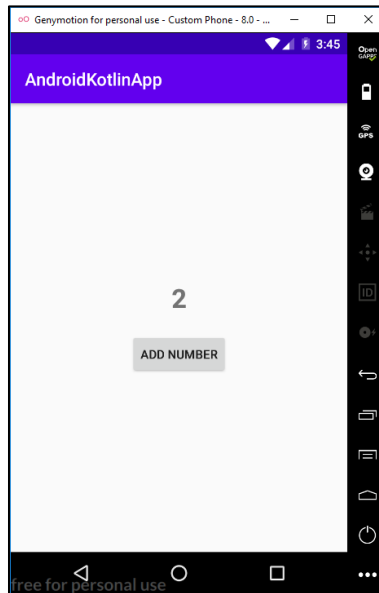 Genymotion for personal use - Custom Phone - 8.0 - ...
3:45
Open
GAPPS
AndroidKotlinApp
GPS
ID
2
ADD NUMBER
free for personal use